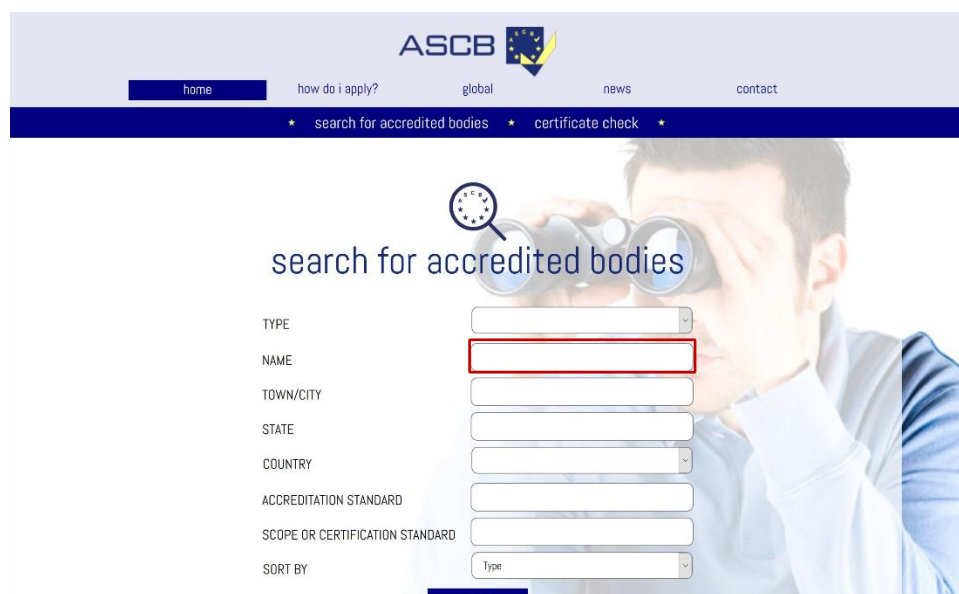 ASCB
home how do i apply? global news contact
★ search for accredited bodies ★ certificate check ★
search for accredited bodies
TYPE
NAME
TOWN/CITY
STATE
COUNTRY
ACCREDITATION STANDARD
SCOPE OR CERTIFICATION STANDARD
SORT BY Type